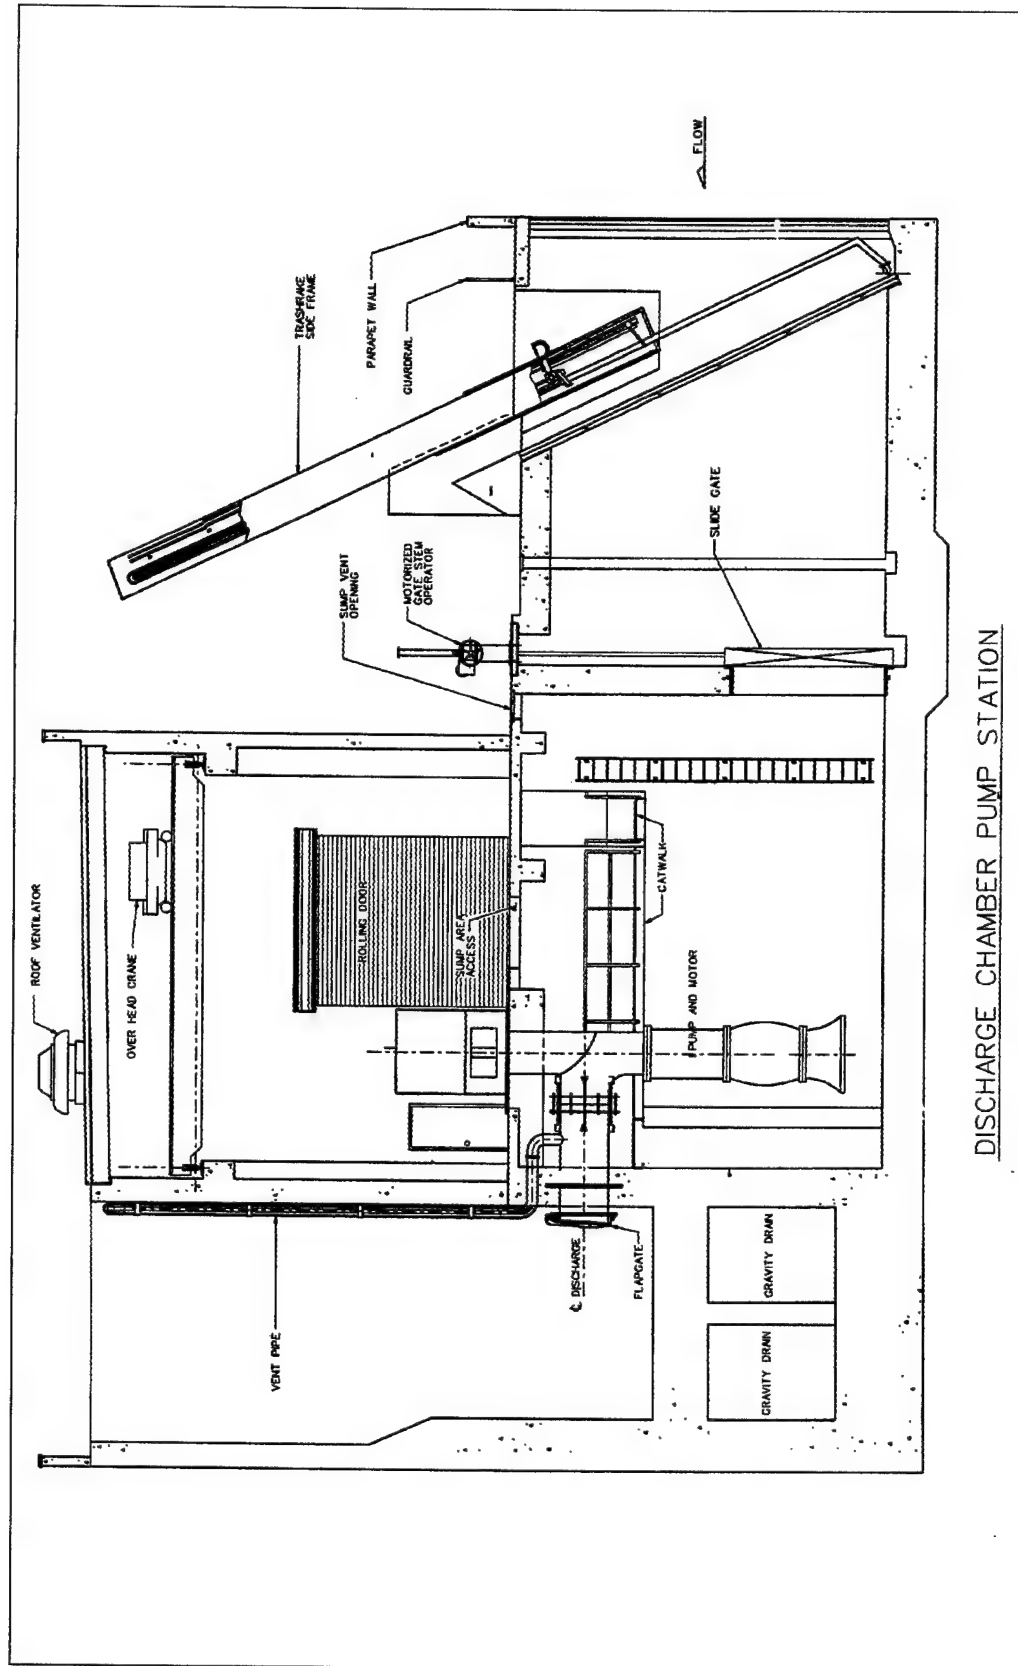 ROOF VENTILATOR
OVER HEAD CRANE
VENT PIPE
ROLLING DOOR
SUMP AREA
ACCESS
SUMP VENT
OPENING
MOTORIZED
GATE STEM
OPERATOR
TRASHRAKE
SIDE FRAME
PARAPET WALL
GUARDRAIL
FLOW
SLIDE GATE
CATWALK
PUMP AND MOTOR
℄ DISCHARGE
FLAPGATE
GRAVITY DRAIN
GRAVITY DRAIN
DISCHARGE CHAMBER PUMP STATION